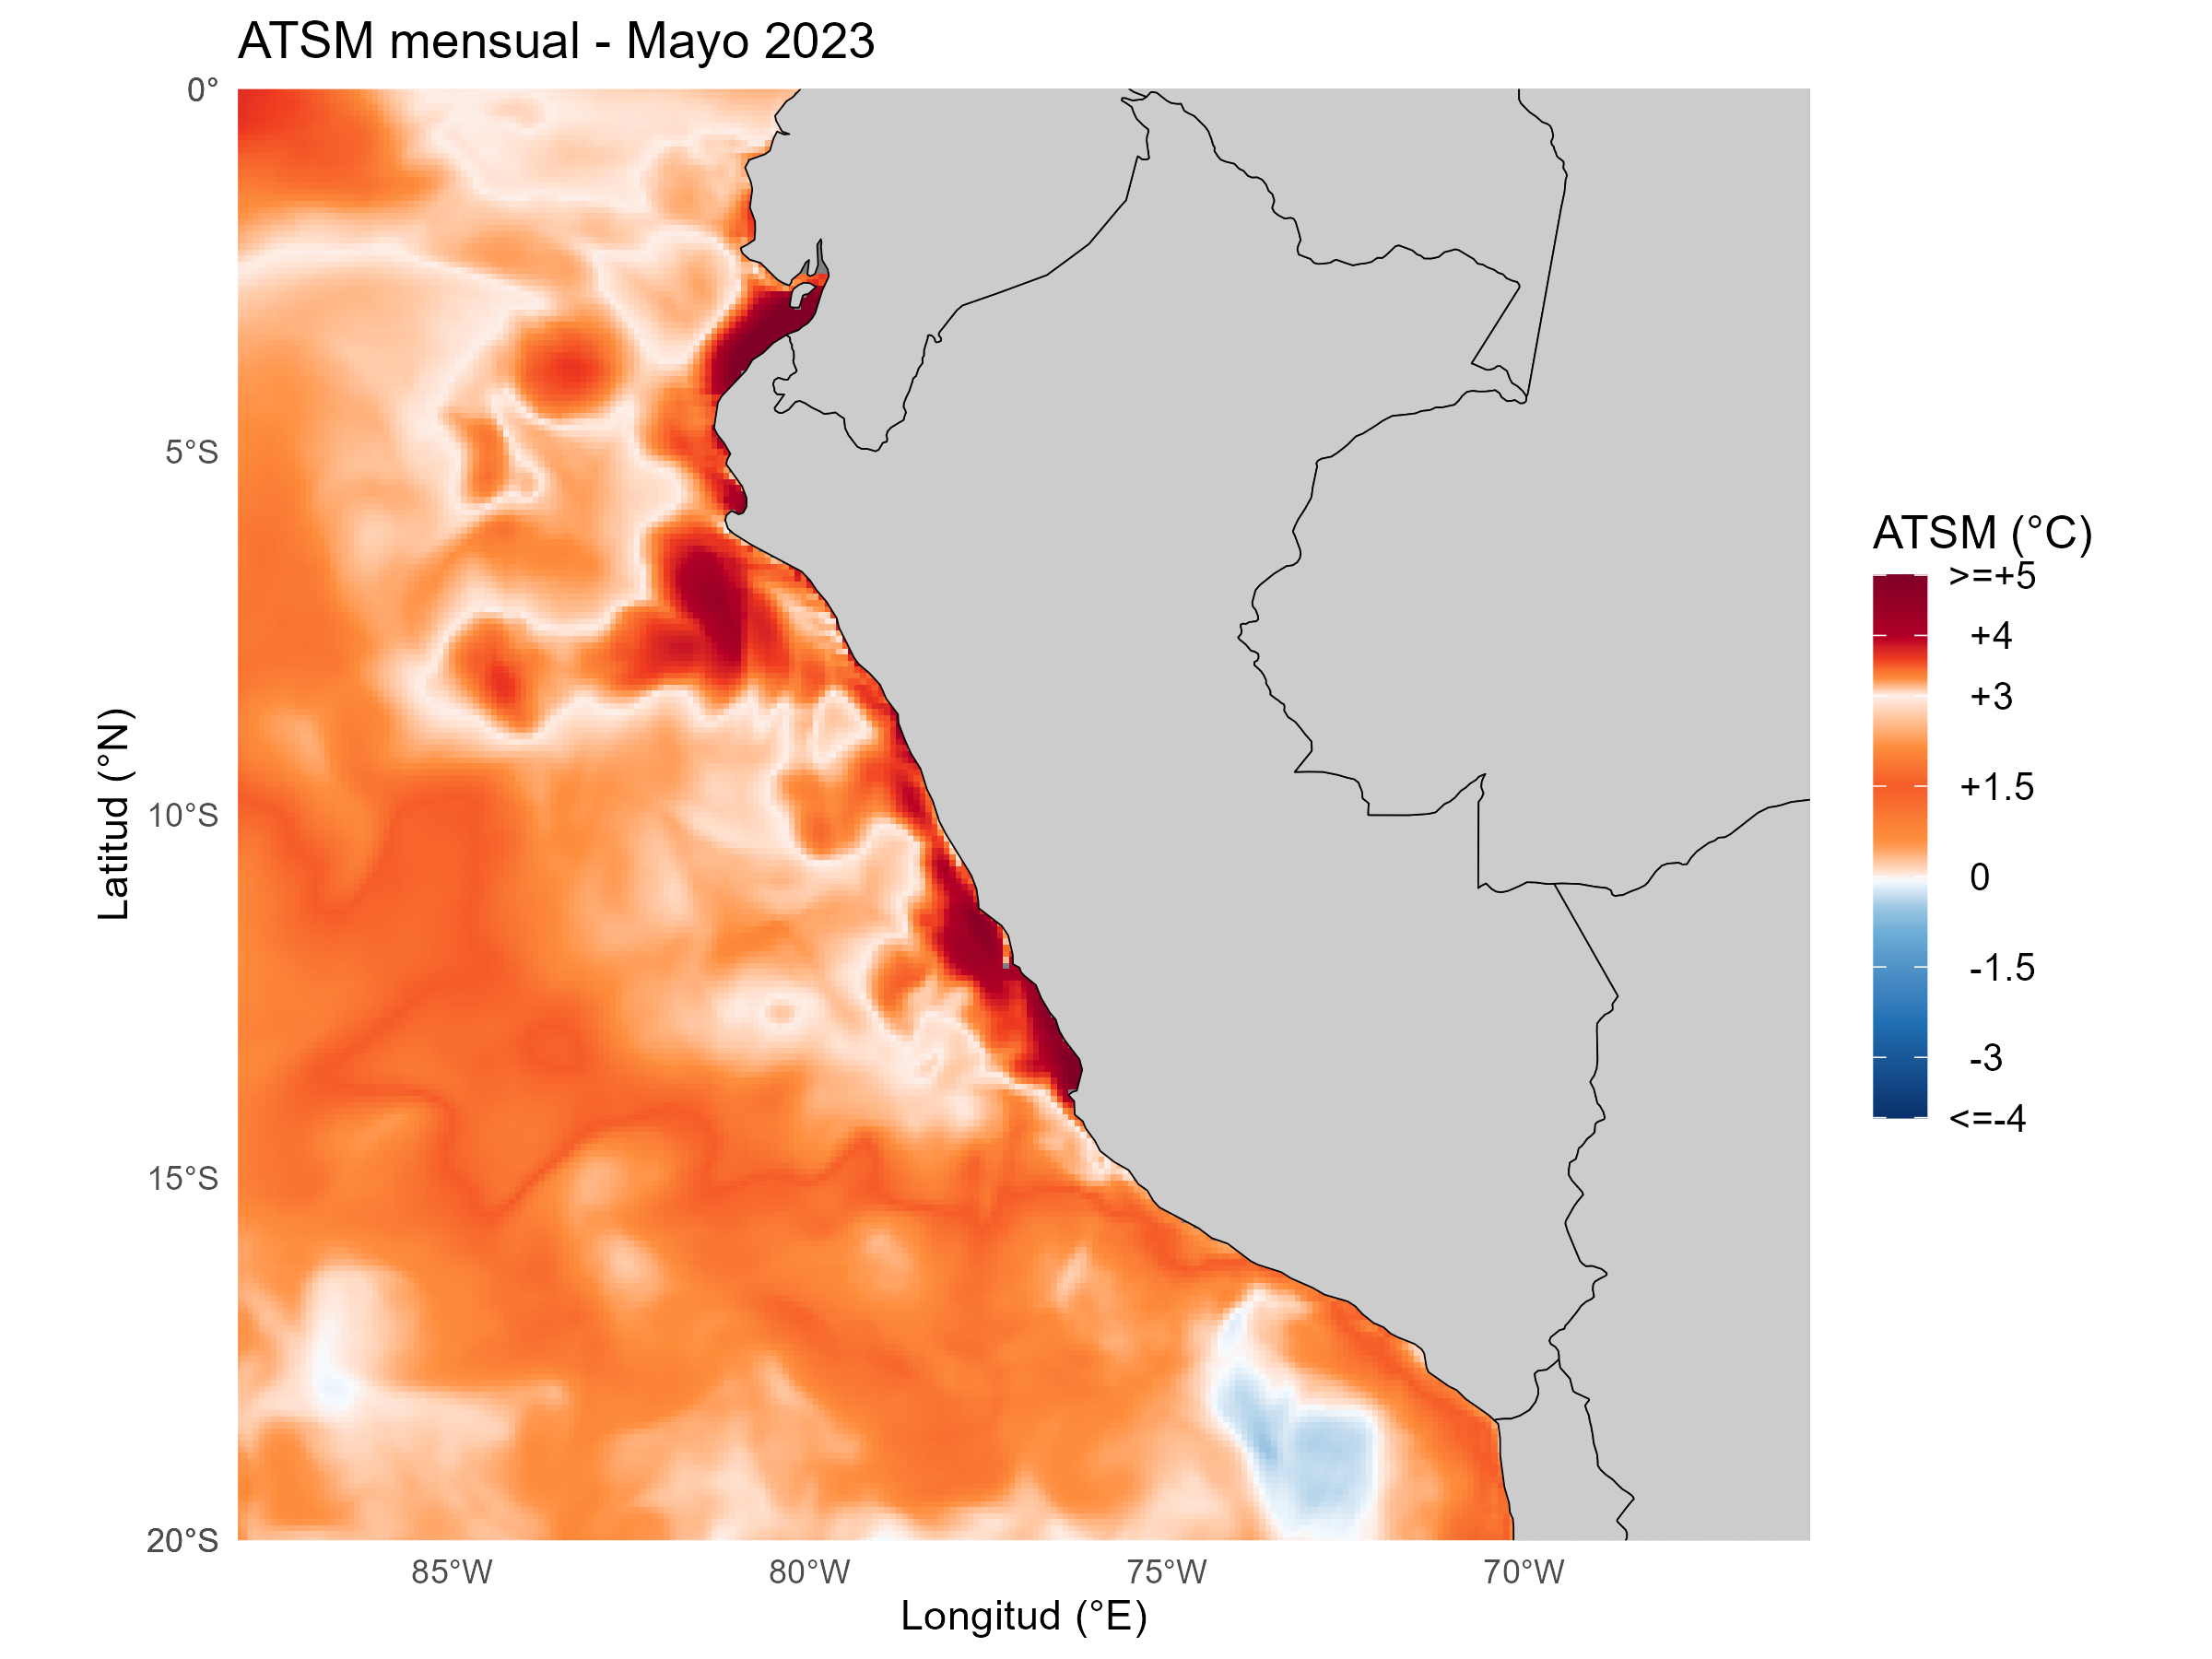 ATSM mensual - Mayo 2023
0°
5°S
10°S
15°S
20°S
Latitud (°N)
85°W
80°W
75°W
70°W
Longitud (°E)
ATSM (°C)
>=+5
+4
+3
+1.5
0
-1.5
-3
<=-4